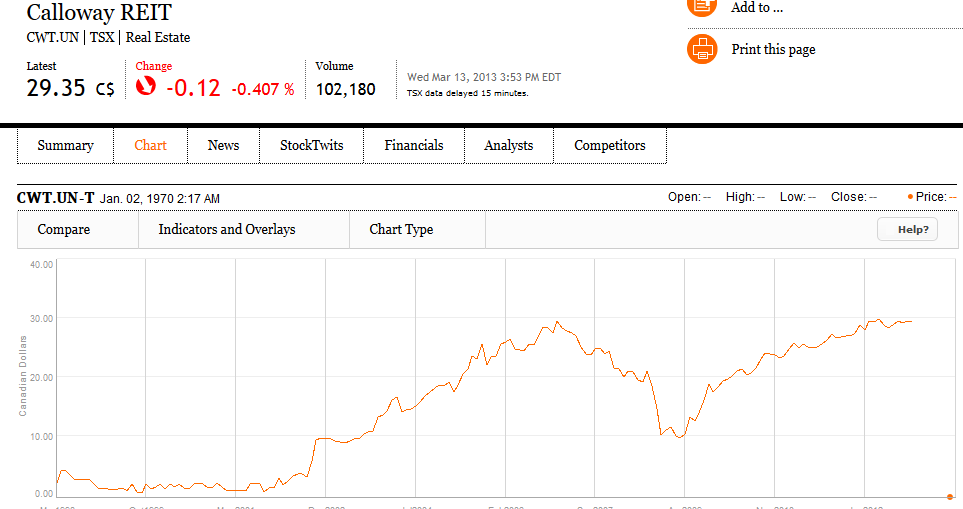 Calloway REIT
Add to ...
CWT.UN | TSX | Real Estate
Print this page
Latest
Change
Volume
29.35 C$
-0.12 -0.407 %
102,180
Wed Mar 13, 2013 3:53 PM EDT
TSX data delayed 15 minutes.
Summary
Chart
News
StockTwits
Financials
Analysts
Competitors
CWT.UN-T Jan. 02, 1970 2:17 AM
Open: -- High: -- Low: -- Close: -- Price: --
Compare
Indicators and Overlays
Chart Type
Help?
40.00
30.00
20.00
10.00
0.00
Canadian Dollars